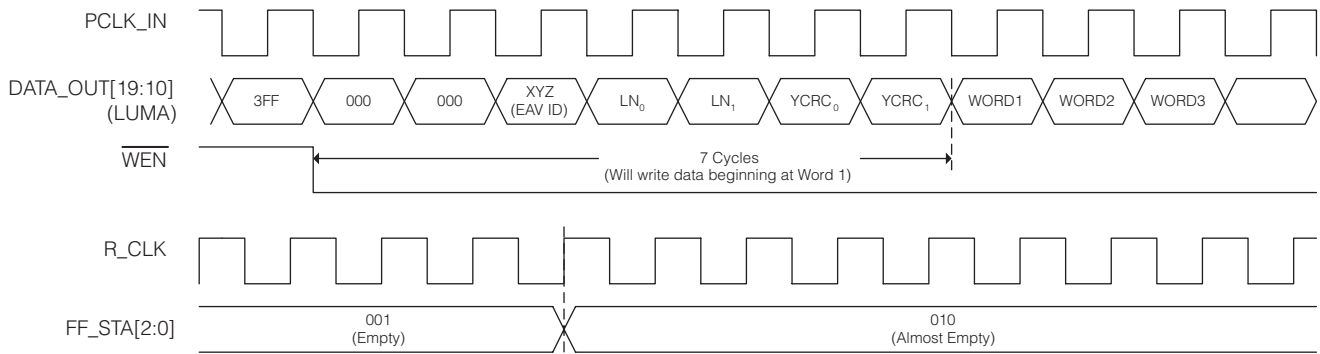 PCLK_IN
DATA_OUT[19:10]
(LUMA)
3FF
000
000
XYZ
(EAV ID)
LN0
LN1
YCRC0
YCRC1
WORD1
WORD2
WORD3
WEN
7 Cycles
(Will write data beginning at Word 1)
R_CLK
FF_STA[2:0]
001
(Empty)
010
(Almost Empty)